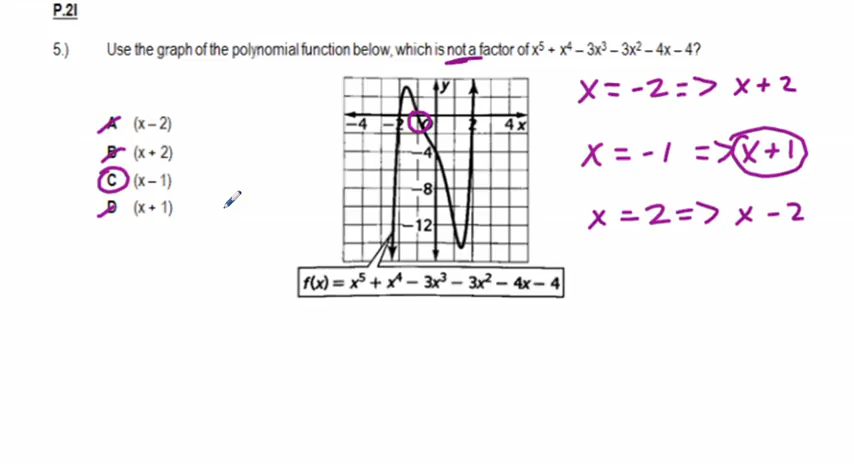 P.2I
5.) Use the graph of the polynomial function below, which is not a factor of x⁵ + x⁴ – 3x³ – 3x² – 4x – 4?
x = -2 => x + 2
y
-4 -2 2 4 x
A (x – 2)
B (x + 2)
x = -1 => x + 1
-4
C (x – 1)
-8
D (x + 1)
x = 2 => x - 2
-12
f(x) = x⁵ + x⁴ – 3x³ – 3x² – 4x – 4